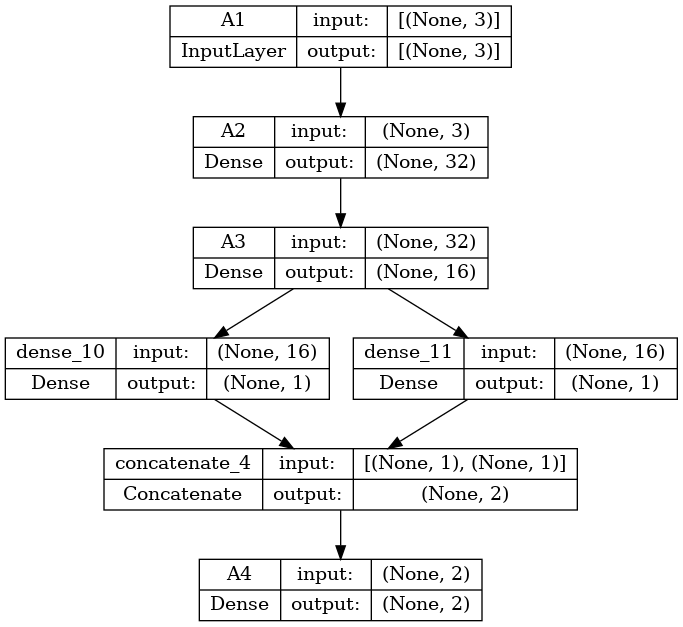 A1 input: [(None, 3)]
InputLayer output: [(None, 3)]
A2 input: (None, 3)
Dense output: (None, 32)
A3 input: (None, 32)
Dense output: (None, 16)
dense_10 input: (None, 16)
Dense output: (None, 1)
dense_11 input: (None, 16)
Dense output: (None, 1)
concatenate_4 input: [(None, 1), (None, 1)]
Concatenate output: (None, 2)
A4 input: (None, 2)
Dense output: (None, 2)